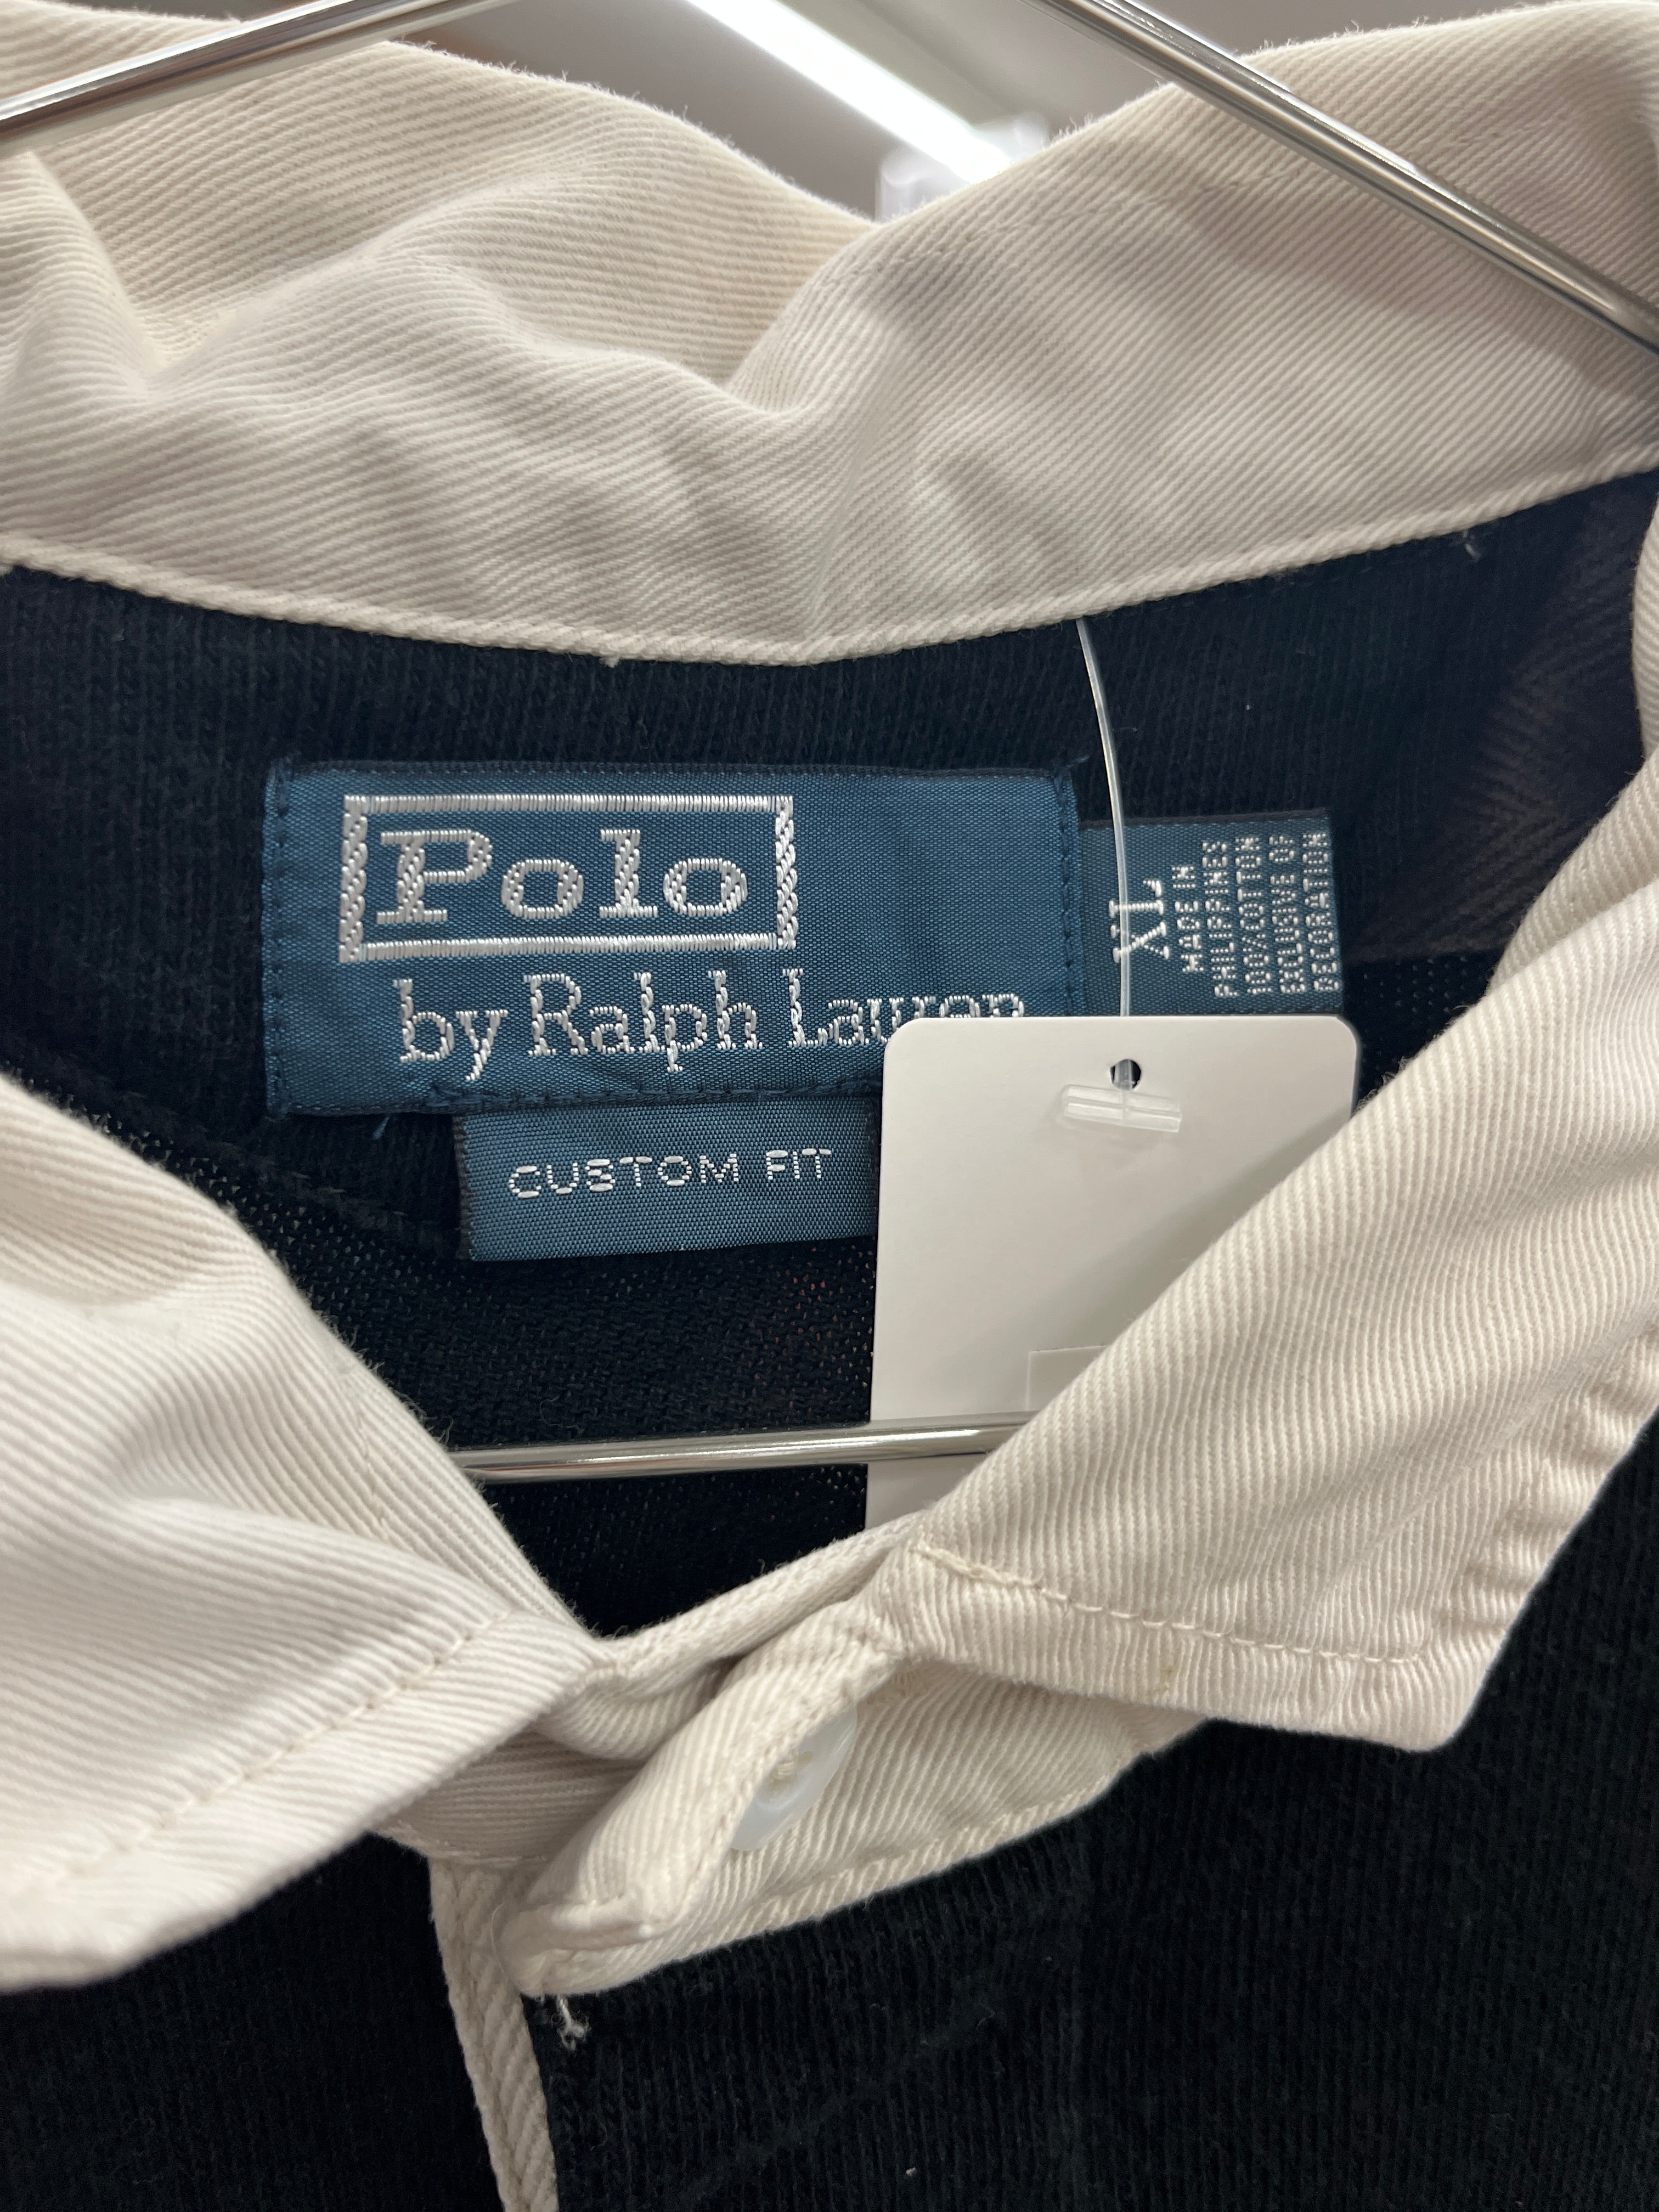 Polo
by Ralph Lauren
CUSTOM FIT
XL
MADE IN
PHILIPPINES
100%COTTON
EXCLUSIVE OF
DECORATION